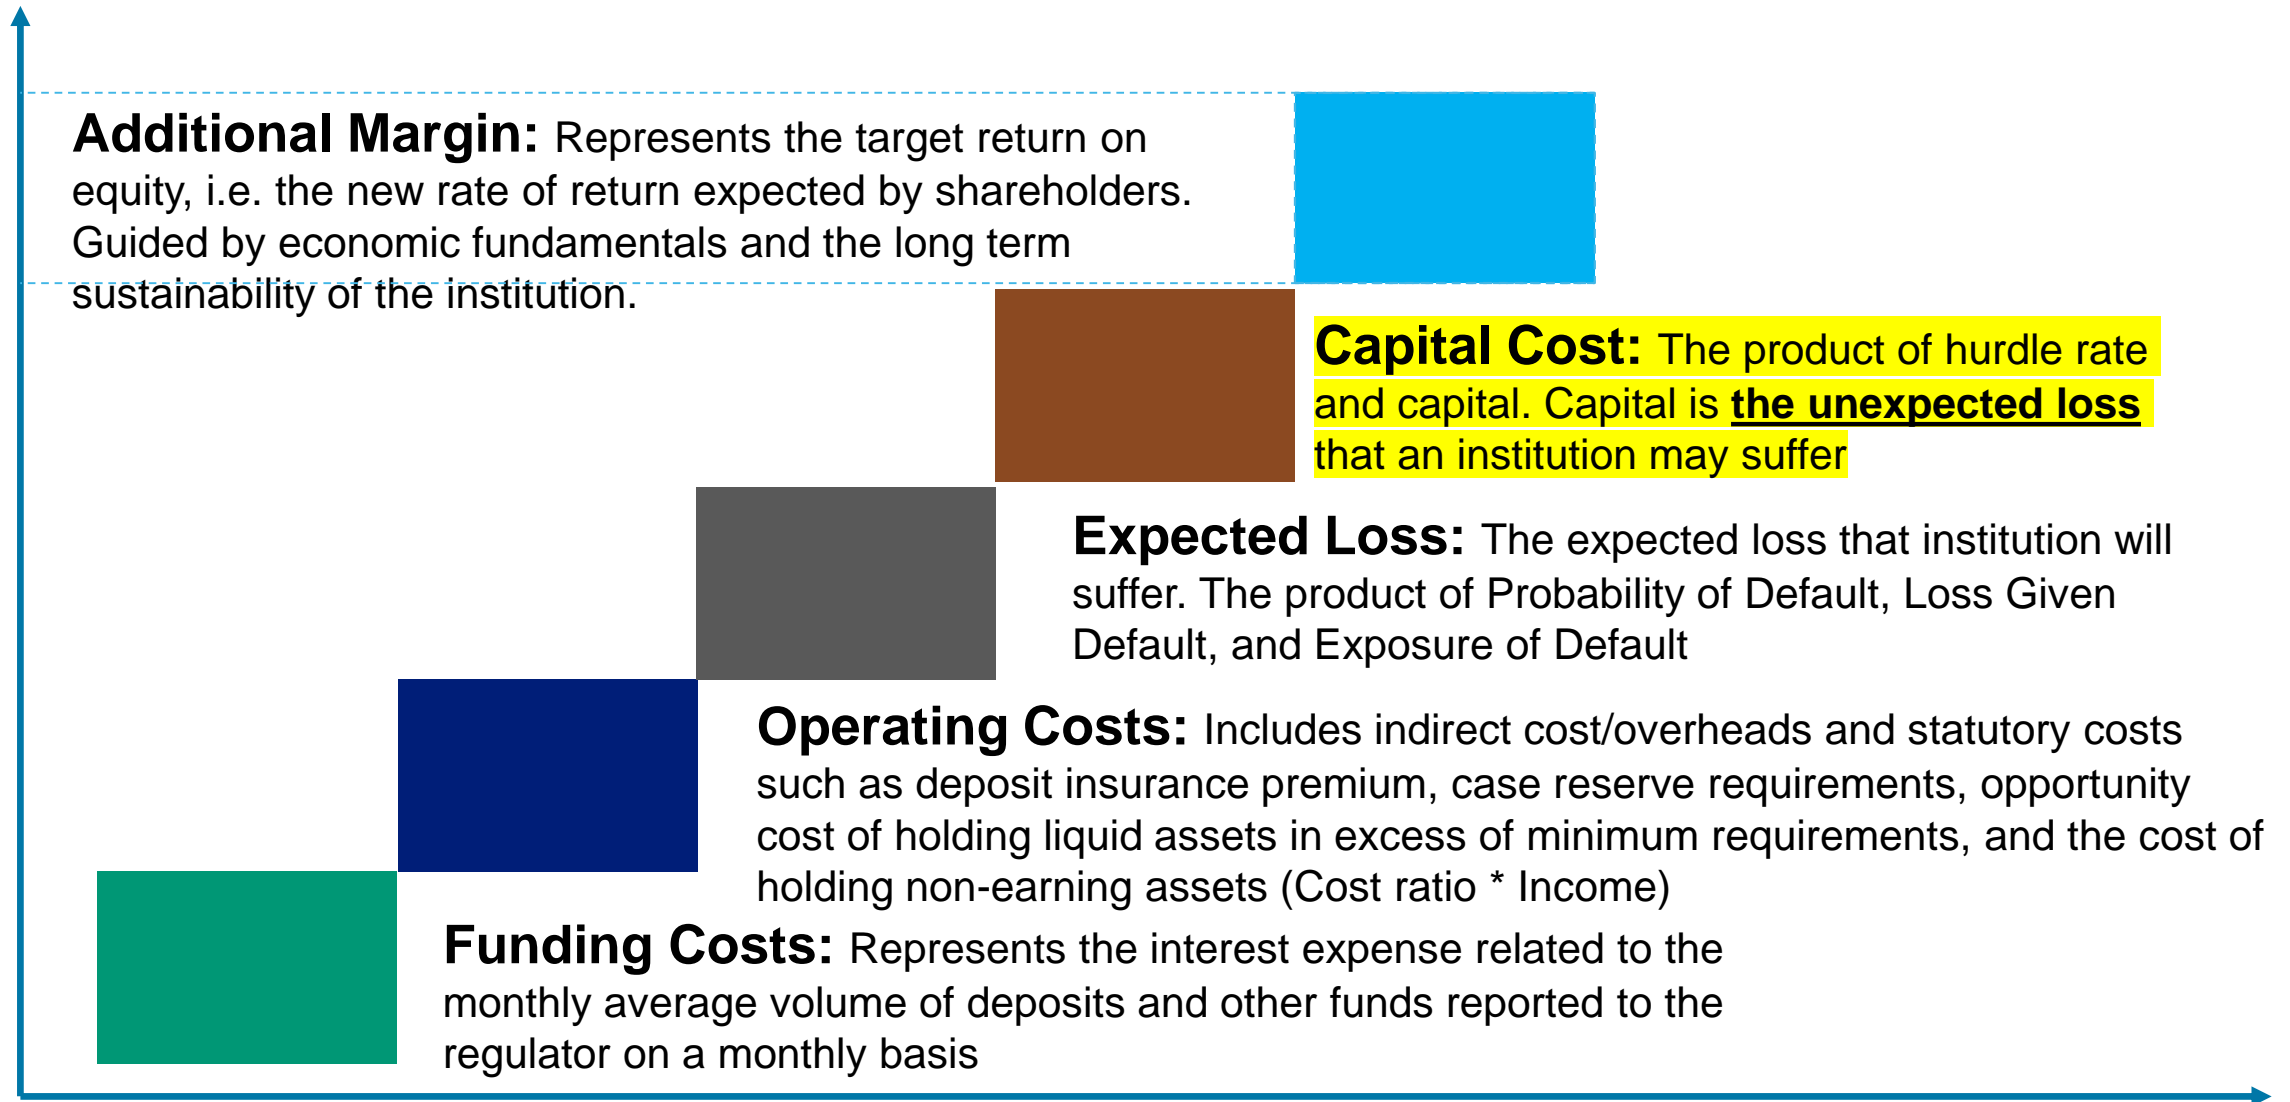 Additional Margin: Represents the target return on
equity, i.e. the new rate of return expected by shareholders.
Guided by economic fundamentals and the long term
sustainability of the institution.
Capital Cost: The product of hurdle rate
and capital. Capital is the unexpected loss
that an institution may suffer
Expected Loss: The expected loss that institution will
suffer. The product of Probability of Default, Loss Given
Default, and Exposure of Default
Operating Costs: Includes indirect cost/overheads and statutory costs
such as deposit insurance premium, case reserve requirements, opportunity
cost of holding liquid assets in excess of minimum requirements, and the cost of
holding non-earning assets (Cost ratio * Income)
Funding Costs: Represents the interest expense related to the
monthly average volume of deposits and other funds reported to the
regulator on a monthly basis